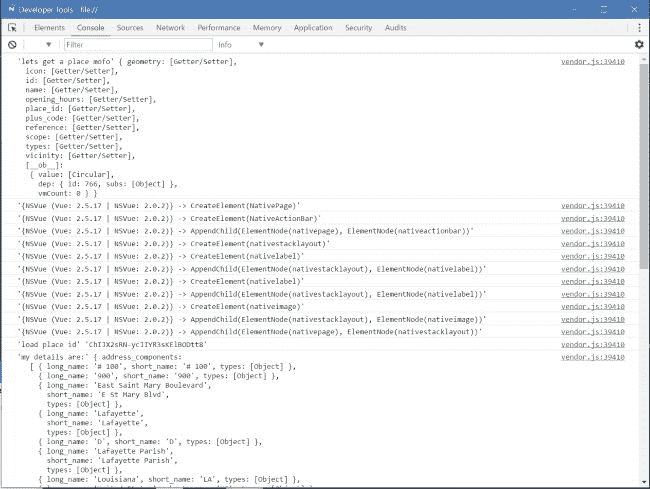 Developer Tools - file://
Elements Console Sources Network Performance Memory Application Security Audits
Filter Info
'lets get a place mofo' { geometry: [Getter/Setter], vendor.js:39410
icon: [Getter/Setter],
id: [Getter/Setter],
name: [Getter/Setter],
opening_hours: [Getter/Setter],
place_id: [Getter/Setter],
plus_code: [Getter/Setter],
reference: [Getter/Setter],
scope: [Getter/Setter],
types: [Getter/Setter],
vicinity: [Getter/Setter],
[__ob__]:
{ value: [Circular],
dep: { id: 766, subs: [Object] },
vmCount: 0 } }
'{NSVue (Vue: 2.5.17 | NSVue: 2.0.2)} -> CreateElement(NativePage)' vendor.js:39410
'{NSVue (Vue: 2.5.17 | NSVue: 2.0.2)} -> CreateElement(NativeActionBar)' vendor.js:39410
'{NSVue (Vue: 2.5.17 | NSVue: 2.0.2)} -> AppendChild(ElementNode(nativepage), ElementNode(nativeactionbar))' vendor.js:39410
'{NSVue (Vue: 2.5.17 | NSVue: 2.0.2)} -> CreateElement(nativestacklayout)' vendor.js:39410
'{NSVue (Vue: 2.5.17 | NSVue: 2.0.2)} -> CreateElement(nativelabel)' vendor.js:39410
'{NSVue (Vue: 2.5.17 | NSVue: 2.0.2)} -> AppendChild(ElementNode(nativestacklayout), ElementNode(nativelabel))' vendor.js:39410
'{NSVue (Vue: 2.5.17 | NSVue: 2.0.2)} -> CreateElement(nativelabel)' vendor.js:39410
'{NSVue (Vue: 2.5.17 | NSVue: 2.0.2)} -> AppendChild(ElementNode(nativestacklayout), ElementNode(nativelabel))' vendor.js:39410
'{NSVue (Vue: 2.5.17 | NSVue: 2.0.2)} -> CreateElement(nativeimage)' vendor.js:39410
'{NSVue (Vue: 2.5.17 | NSVue: 2.0.2)} -> AppendChild(ElementNode(nativestacklayout), ElementNode(nativeimage))' vendor.js:39410
'{NSVue (Vue: 2.5.17 | NSVue: 2.0.2)} -> AppendChild(ElementNode(nativepage), ElementNode(nativestacklayout))' vendor.js:39410
'load place id' 'ChIJX2sRN-ycJIYR3sKElBODtt8' vendor.js:39410
'my details are:' { address_components: vendor.js:39410
[ { long_name: '# 100', short_name: '# 100', types: [Object] },
{ long_name: '900', short_name: '900', types: [Object] },
{ long_name: 'East Saint Mary Boulevard',
short_name: 'E St Mary Blvd',
types: [Object] },
{ long_name: 'Lafayette',
short_name: 'Lafayette',
types: [Object] },
{ long_name: 'D', short_name: 'D', types: [Object] },
{ long_name: 'Lafayette Parish',
short_name: 'Lafayette Parish',
types: [Object] },
{ long_name: 'Louisiana', short_name: 'LA', types: [Object] },